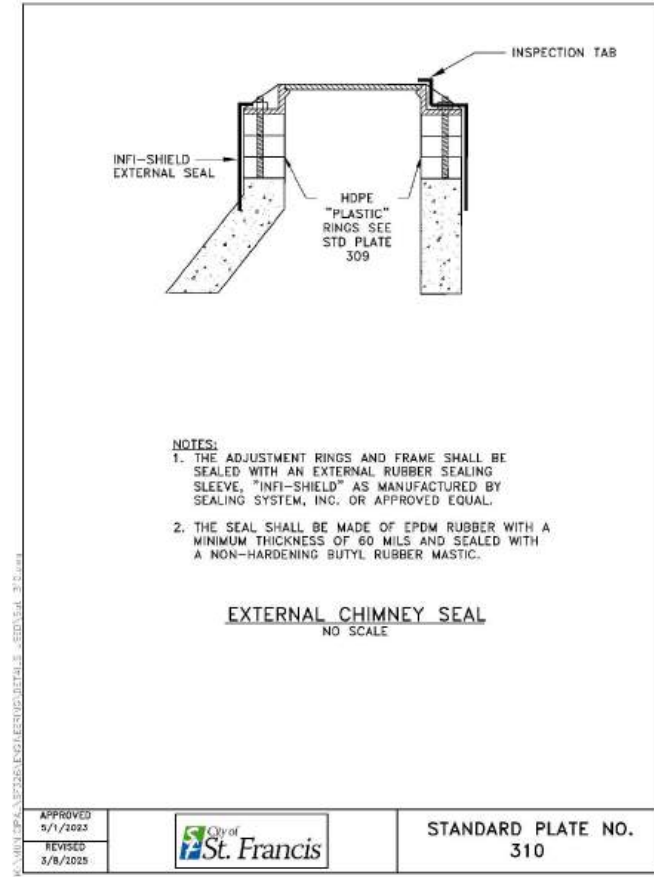 INSPECTION TAB
INFI-SHIELD
EXTERNAL SEAL
HDPE
"PLASTIC"
RINGS SEE
STD PLATE
309
NOTES:
1. THE ADJUSTMENT RINGS AND FRAME SHALL BE
SEALED WITH AN EXTERNAL RUBBER SEALING
SLEEVE, "INFI-SHIELD" AS MANUFACTURED BY
SEALING SYSTEM, INC. OR APPROVED EQUAL.
2. THE SEAL SHALL BE MADE OF EPDM RUBBER WITH A
MINIMUM THICKNESS OF 60 MILS AND SEALED WITH
A NON-HARDENING BUTYL RUBBER MASTIC.
EXTERNAL CHIMNEY SEAL
NO SCALE
APPROVED
5/1/2023
REVISED
3/8/2025
SF
City of
St. Francis
STANDARD PLATE NO.
310